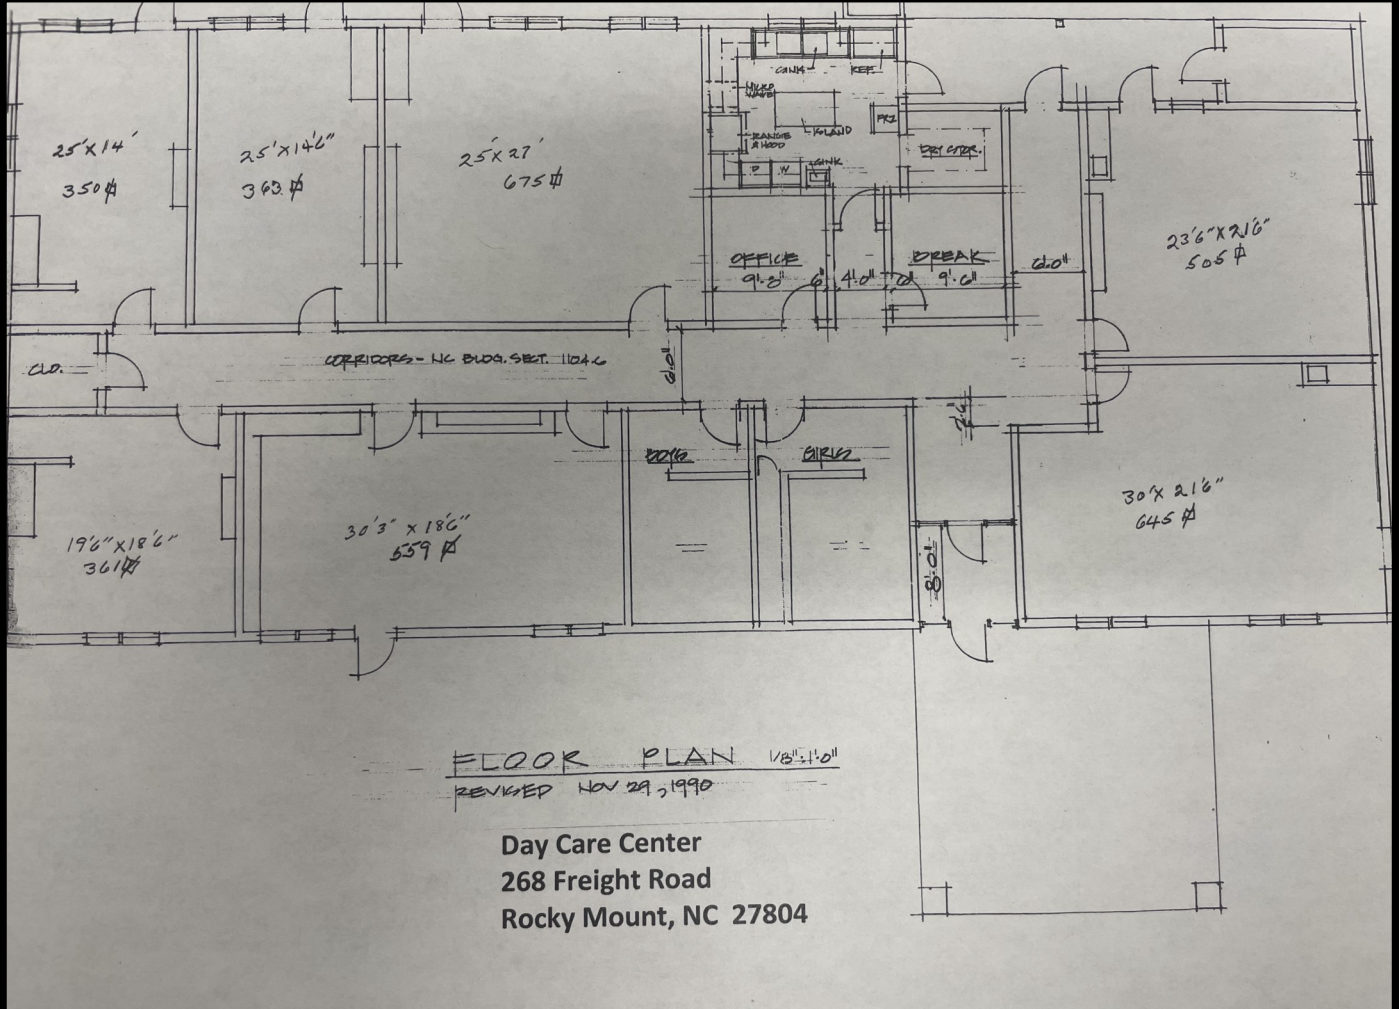 SINK
REF.
MICRO
WAVE
ISLAND
FRZ
RANGE
& HOOD
SINK
D W
DRY STOR.
25'X14'
350⌷
25'X14'6"
363⌷
25'X27'
675⌷
OFFICE
9'-8" 6" 4'-0" 6"
BREAK
9'-6"
6'-0"
23'6"X21'6"
505⌷
CLO.
CORRIDORS - NC BLDG. SECT. 1104.6
6'-0"
BOYS
GIRLS
30'X 21'6"
645⌷
19'6"X18'6"
361⌷
30'3" X 18'6"
559⌷
8'-0"
FLOOR PLAN 1/8":1'-0"
REVISED NOV 29, 1990
Day Care Center
268 Freight Road
Rocky Mount, NC 27804